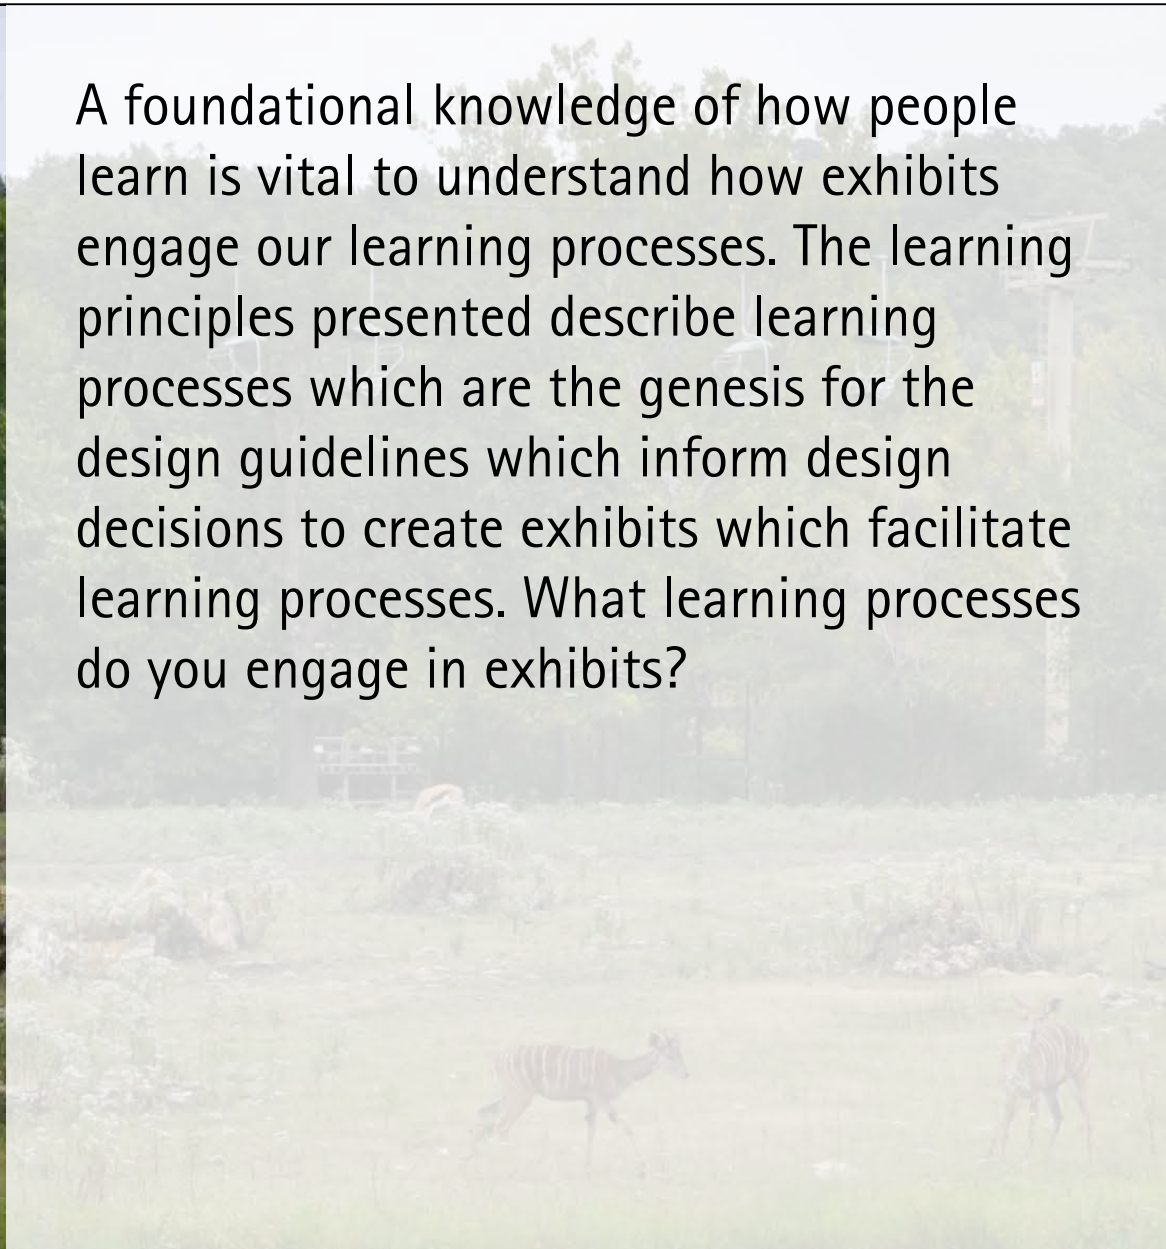 A foundational knowledge of how people
learn is vital to understand how exhibits
engage our learning processes. The learning
principles presented describe learning
processes which are the genesis for the
design guidelines which inform design
decisions to create exhibits which facilitate
learning processes. What learning processes
do you engage in exhibits?